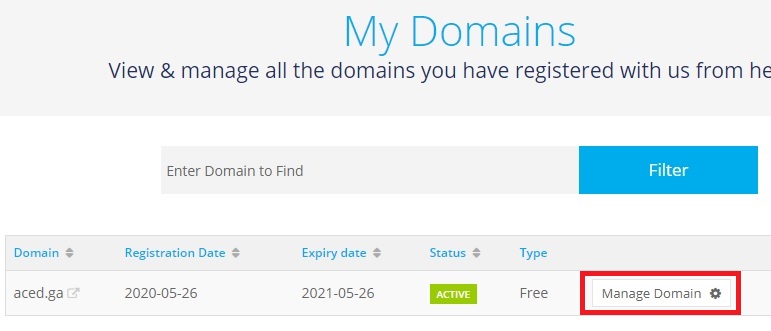 My Domains
View & manage all the domains you have registered with us from he
Enter Domain to Find
Filter
Domain Registration Date Expiry date Status Type
aced.ga 2020-05-26 2021-05-26 ACTIVE Free Manage Domain